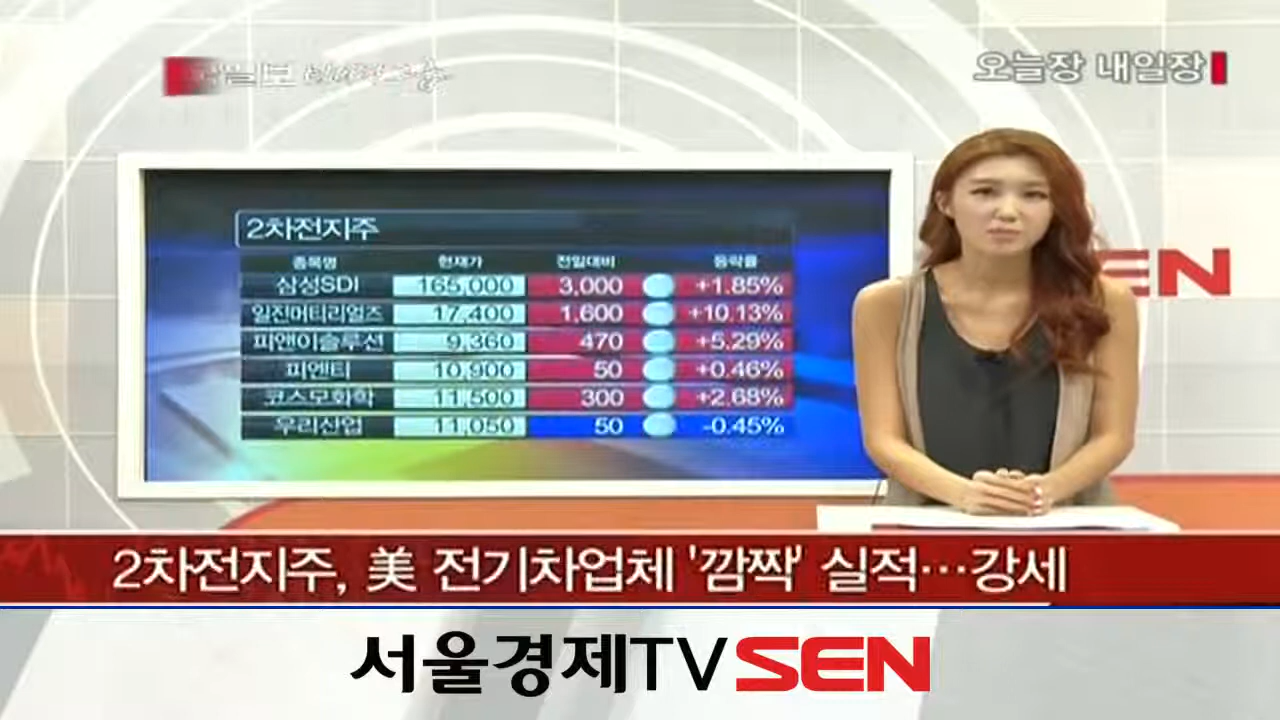 오늘장 내일장
2차전지주
종목명 현재가 전일대비 등락률
삼성SDI 165,000 3,000 +1.85%
일진머티리얼즈 17,400 1,600 +10.13%
피앤이솔루션 9,360 470 +5.29%
피엔티 10,900 50 +0.46%
코스모화학 11,500 300 +2.68%
우리산업 11,050 50 -0.45%
EN
2차전지주, 美 전기차업체 '깜짝' 실적…강세
서울경제TV SEN